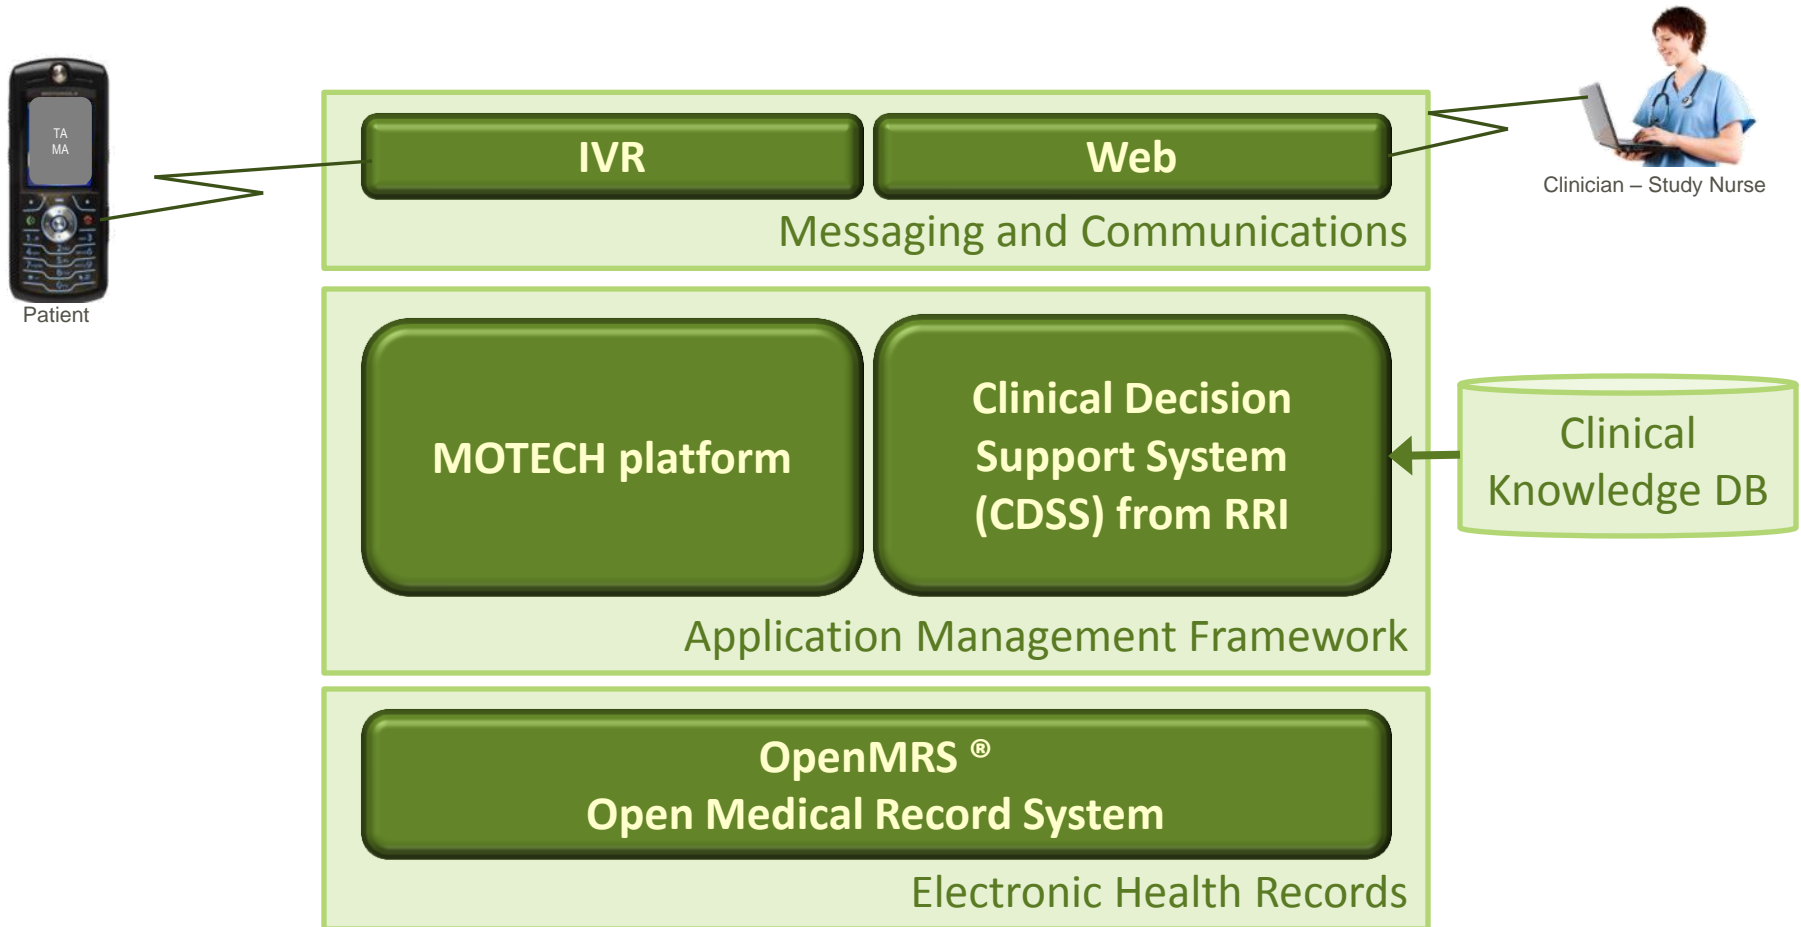 TA
MA
Patient
IVR
Web
Messaging and Communications
Clinician – Study Nurse
MOTECH platform
Clinical Decision
Support System
(CDSS) from RRI
Application Management Framework
Clinical
Knowledge DB
OpenMRS ®
Open Medical Record System
Electronic Health Records